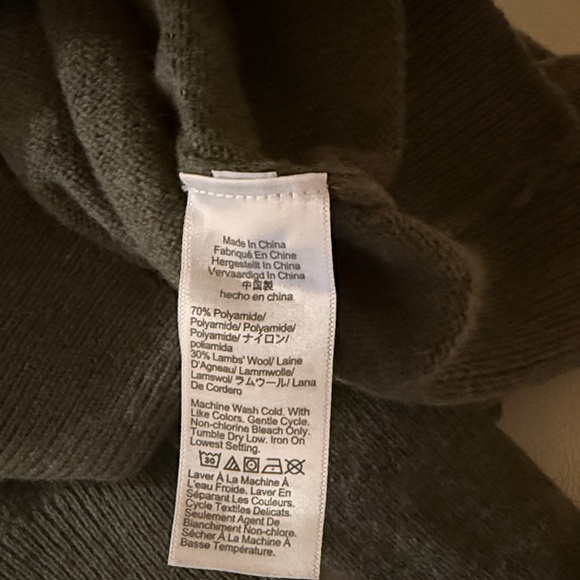 Made In China
Fabriqué En Chine
Hergestellt In China
Vervaardigd In China
中国製
hecho en china
70% Polyamide/
Polyamide/ Polyamide/
Polyamide/ ナイロン/
poliamida
30% Lambs' Wool/ Laine
D'Agneau/ Lammwolle/
Lamswol/ ラムウール/ Lana
De Cordero
Machine Wash Cold. With
Like Colors. Gentle Cycle.
Non-chlorine Bleach Only.
Tumble Dry Low. Iron On
Lowest Setting.
30
Laver À La Machine À
L'eau Froide. Laver En
Séparant Les Couleurs.
Cycle Textiles Delicats.
Seulement Agent De
Blanchiment Non-chlore.
Sécher À La Machine À
Basse Température.